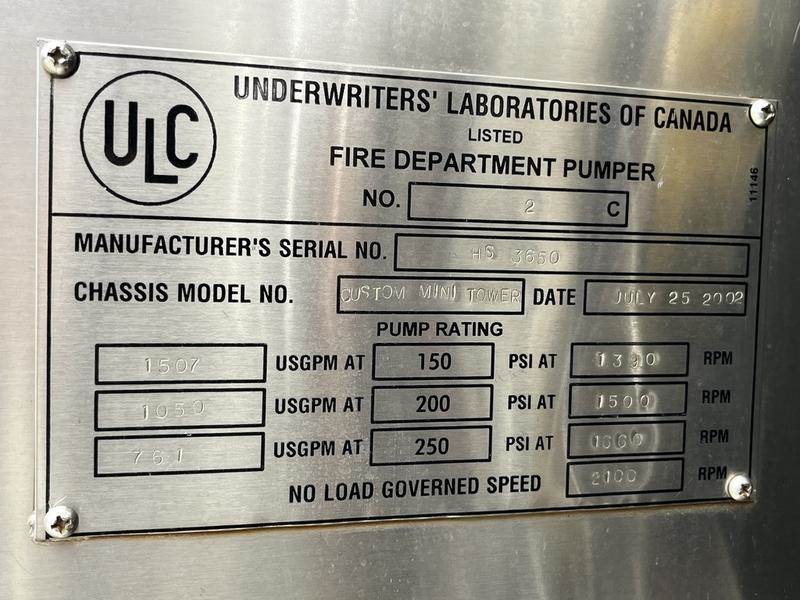 ULC
UNDERWRITERS' LABORATORIES OF CANADA
LISTED
FIRE DEPARTMENT PUMPER
NO. 2 C
11146
MANUFACTURER'S SERIAL NO. HS 3650
CHASSIS MODEL NO. CUSTOM MINI TOWER DATE JULY 25 2002
PUMP RATING
1507 USGPM AT 150 PSI AT 1390 RPM
1050 USGPM AT 200 PSI AT 1500 RPM
761 USGPM AT 250 PSI AT 1660 RPM
NO LOAD GOVERNED SPEED 2100 RPM